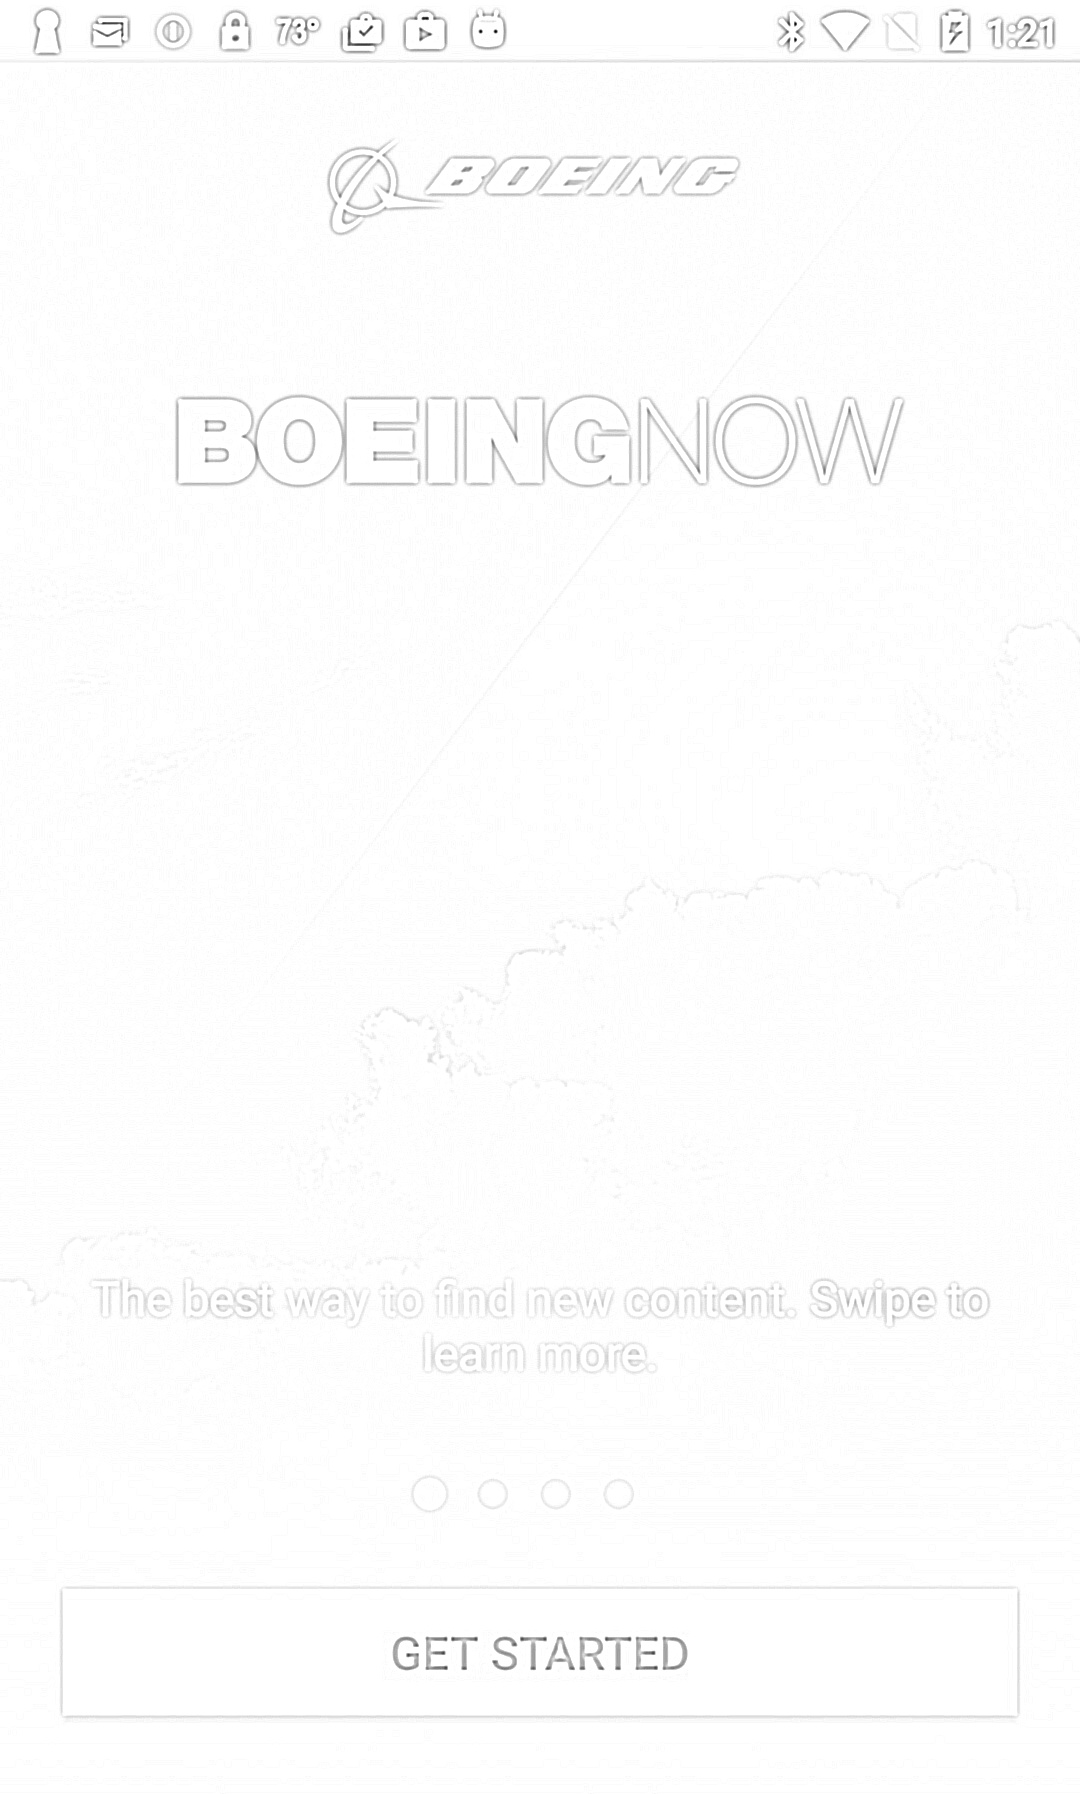 73° 1:21
BOEING
BOEINGNOW
The best way to find new content. Swipe to
learn more.
GET STARTED